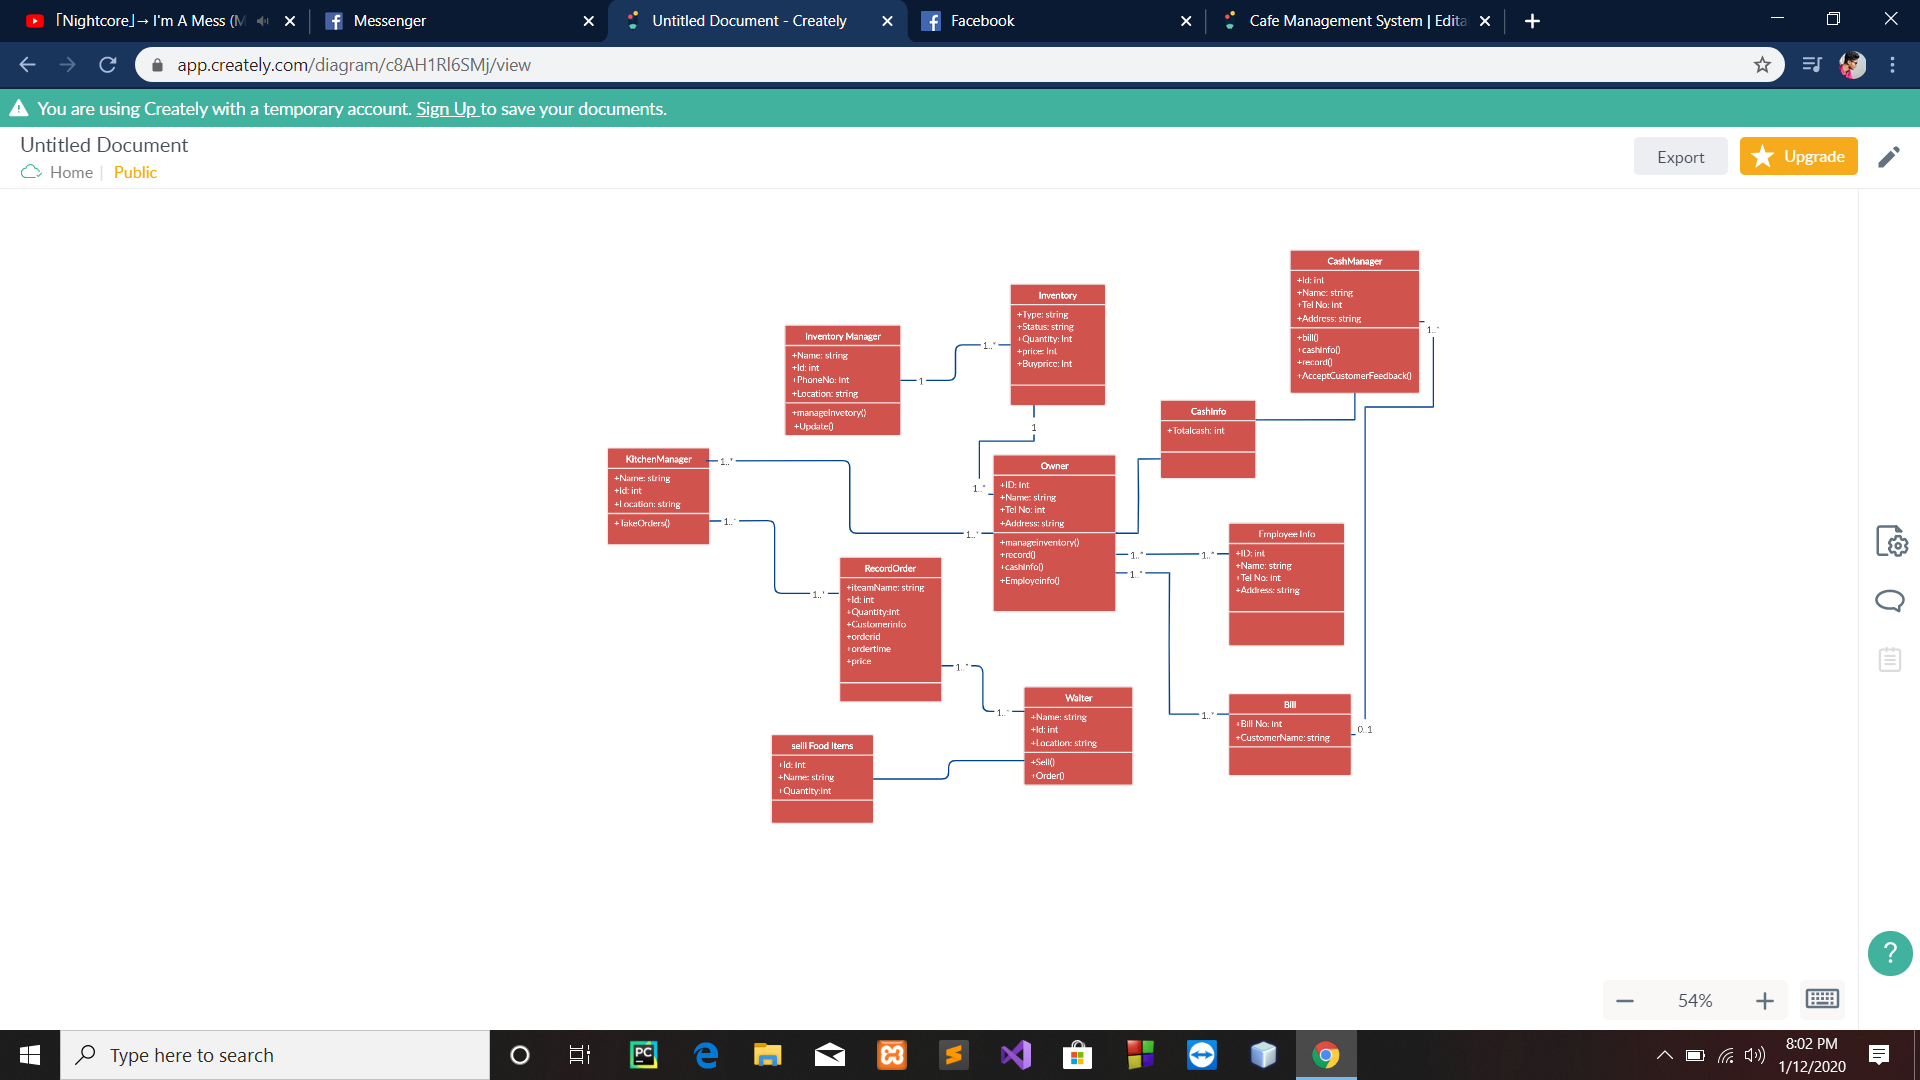 ｢Nightcore｣→ I'm A Mess (M
Messenger
Untitled Document - Creately
Facebook
Cafe Management System | Edita
app.creately.com/diagram/c8AH1Rl6SMj/view
You are using Creately with a temporary account. Sign Up to save your documents.
Untitled Document
Home | Public
Export
Upgrade
CashManager
+Id: int
+Name: string
+Tel No: int
+Address: string
+bill()
+cashinfo()
+record()
+AcceptCustomerFeedback()
1..*
Inventory
+Type: string
+Status: string
+Quantity: Int
+price: Int
+Buyprice: Int
1..*
1
Inventory Manager
+Name: string
+Id: int
+PhoneNo: int
+Location: string
+manageInvetory()
+Update()
1
CashInfo
+Totalcash: int
KitchenManager
+Name: string
+Id: int
+Location: string
+TakeOrders()
1..*
1..*
Owner
+ID: int
+Name: string
+Tel No: int
+Address: string
+manageinventory()
+record()
+cashinfo()
+Employeinfo()
1..*
1..*
1..*
1..*
Employee Info
+ID: int
+Name: string
+Tel No: int
+Address: string
1..*
RecordOrder
+iteamName: string
+Id: int
+Quantity:int
+Customerinfo
+orderid
+ordertime
+price
1..*
1..*
Waiter
+Name: string
+Id: int
+Location: string
+Sell()
+Order()
1..*
Bill
+Bill No: int
+CustomerName: string
1..*
0..1
selll Food Items
+Id: int
+Name: string
+Quantity:int
?
54%
Type here to search
8:02 PM
1/12/2020